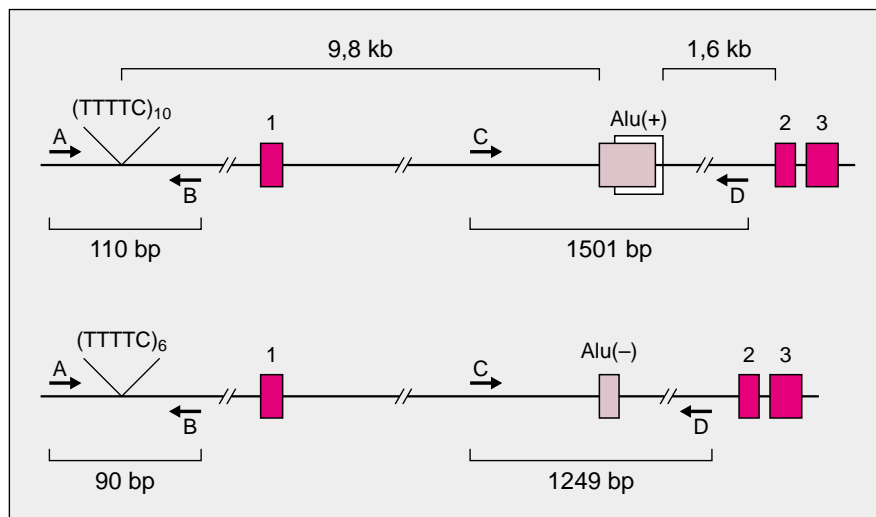 9,8 kb 1,6 kb
(TTTTC)10 Alu(+)
A 1 C 2 3
B D
110 bp 1501 bp
(TTTTC)6 Alu(–)
A 1 C 2 3
B D
90 bp 1249 bp